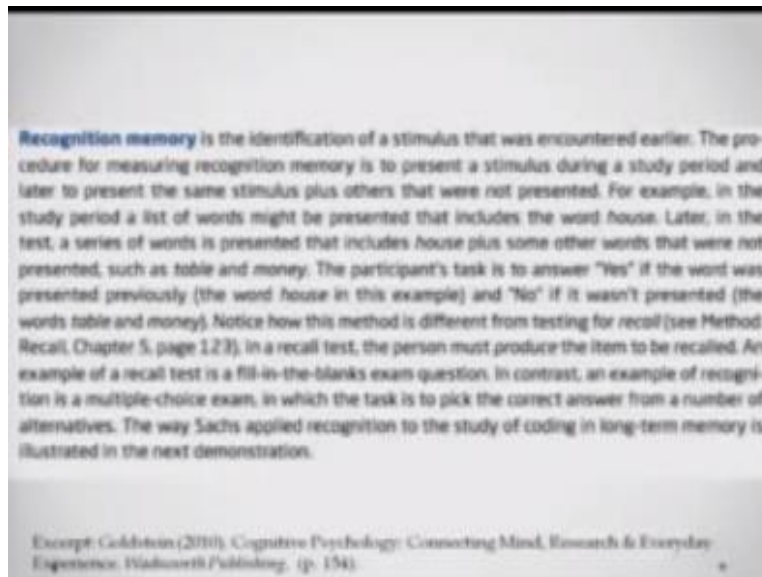 Recognition memory is the identification of a stimulus that was encountered earlier. The pro-
cedure for measuring recognition memory is to present a stimulus during a study period and
later to present the same stimulus plus others that were not presented. For example, in the
study period a list of words might be presented that includes the word house. Later, in the
test, a series of words is presented that includes house plus some other words that were not
presented, such as table and money. The participant's task is to answer "Yes" if the word was
presented previously (the word house in this example) and "No" if it wasn't presented (the
words table and money). Notice how this method is different from testing for recall (see Method:
Recall, Chapter 5, page 123). In a recall test, the person must produce the item to be recalled. An
example of a recall test is a fill-in-the-blanks exam question. In contrast, an example of recogni-
tion is a multiple-choice exam, in which the task is to pick the correct answer from a number of
alternatives. The way Sachs applied recognition to the study of coding in long-term memory is
illustrated in the next demonstration.
Excerpt: Goldstein (2010). Cognitive Psychology: Connecting Mind, Research & Everyday
Experience. Wadsworth Publishing. (p. 154).